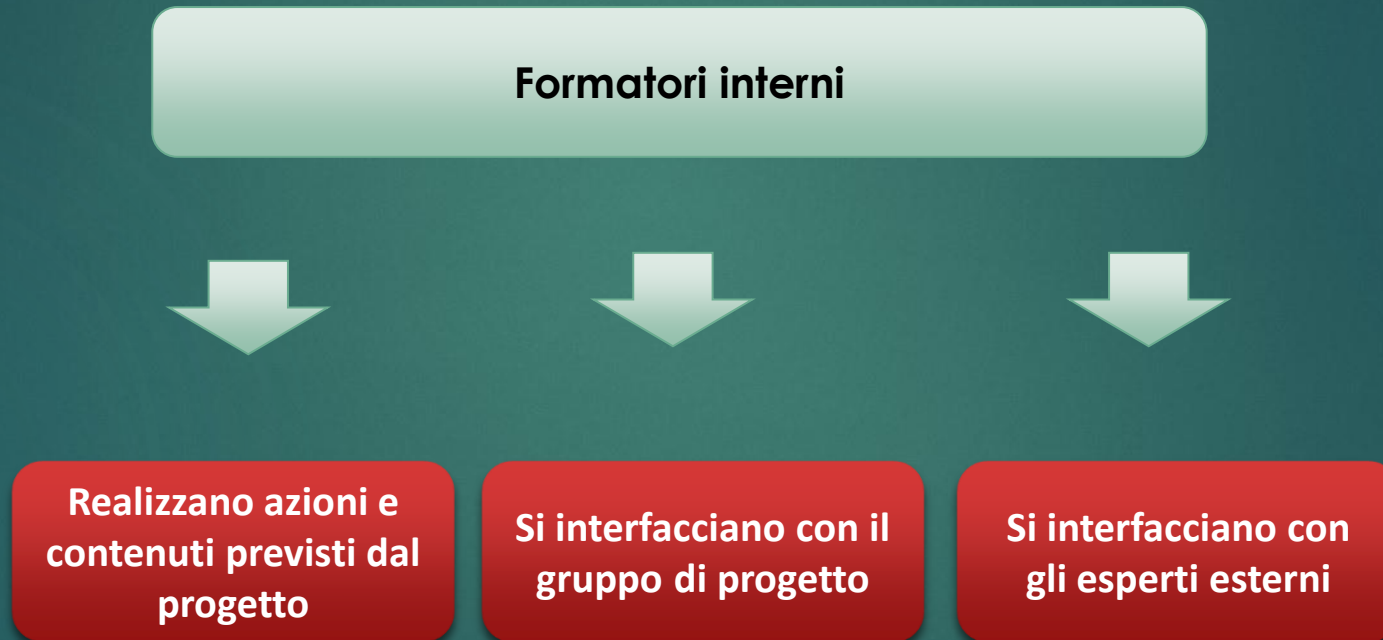 Formatori interni
Realizzano azioni e
contenuti previsti dal
progetto
Si interfacciano con il
gruppo di progetto
Si interfacciano con
gli esperti esterni